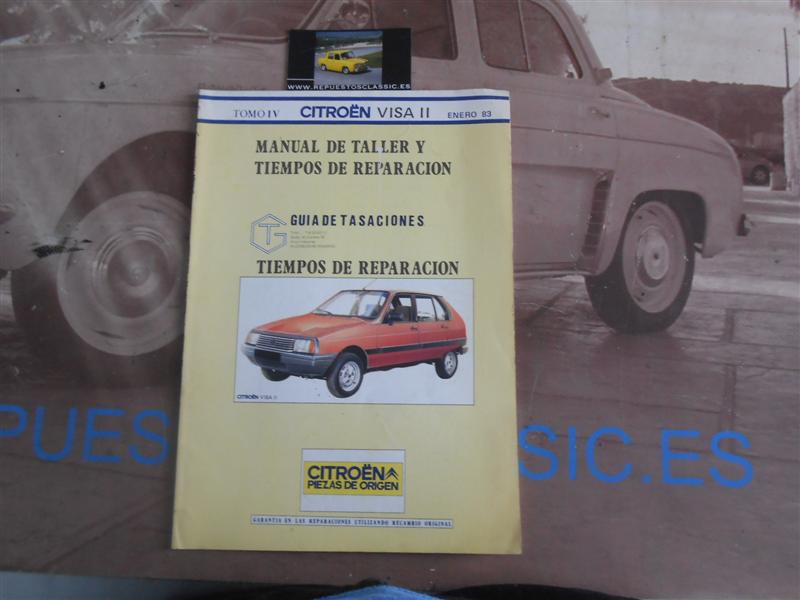 WWW.REPUESTOSCLASSIC.ES
TOMO IV CITROËN VISA II ENERO 83
MANUAL DE TALLER Y
TIEMPOS DE REPARACION
GUIA DE TASACIONES
TIEMPOS DE REPARACION
CITROËN VISA II
CITROËN
PIEZAS DE ORIGEN
GARANTIA EN LAS REPARACIONES UTILIZANDO RECAMBIO ORIGINAL
PUES SIC.ES